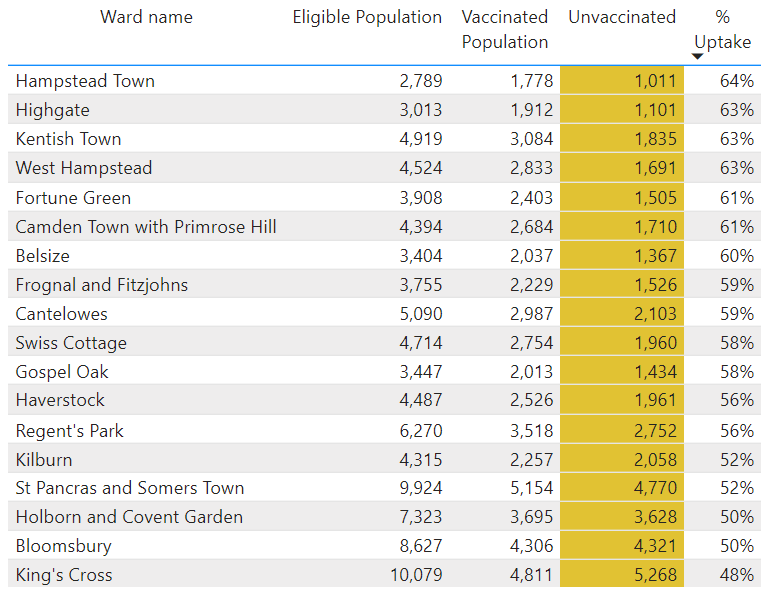 Ward name Eligible Population Vaccinated Population Unvaccinated % Uptake
Hampstead Town 2,789 1,778 1,011 64%
Highgate 3,013 1,912 1,101 63%
Kentish Town 4,919 3,084 1,835 63%
West Hampstead 4,524 2,833 1,691 63%
Fortune Green 3,908 2,403 1,505 61%
Camden Town with Primrose Hill 4,394 2,684 1,710 61%
Belsize 3,404 2,037 1,367 60%
Frognal and Fitzjohns 3,755 2,229 1,526 59%
Cantelowes 5,090 2,987 2,103 59%
Swiss Cottage 4,714 2,754 1,960 58%
Gospel Oak 3,447 2,013 1,434 58%
Haverstock 4,487 2,526 1,961 56%
Regent's Park 6,270 3,518 2,752 56%
Kilburn 4,315 2,257 2,058 52%
St Pancras and Somers Town 9,924 5,154 4,770 52%
Holborn and Covent Garden 7,323 3,695 3,628 50%
Bloomsbury 8,627 4,306 4,321 50%
King's Cross 10,079 4,811 5,268 48%